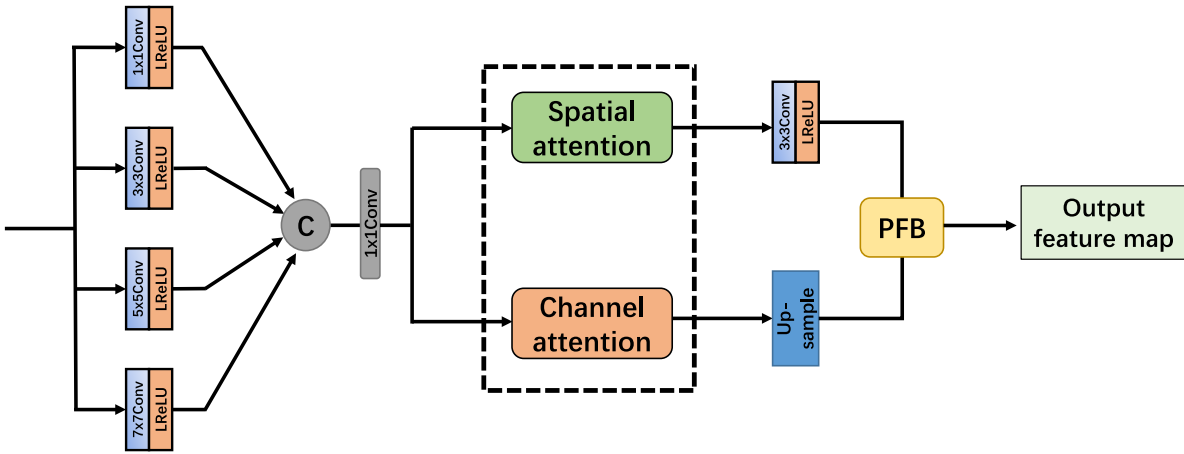 1x1Conv
LReLU
3x3Conv
LReLU
5x5Conv
LReLU
7x7Conv
LReLU
C
1x1Conv
Spatial
attention
Channel
attention
3x3Conv
LReLU
Up-
sample
PFB
Output
feature map